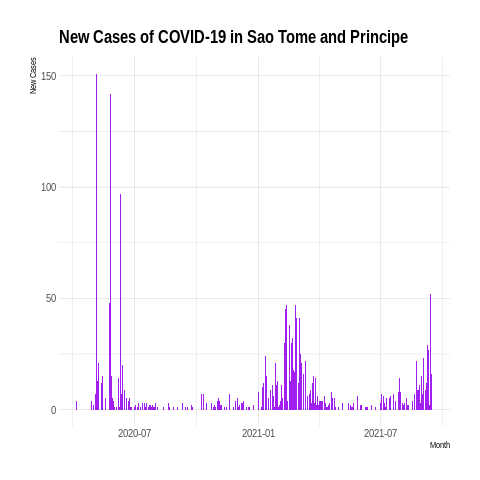 New Cases of COVID-19 in Sao Tome and Principe
New Cases
150
100
50
0
2020-07
2021-01
2021-07
Month